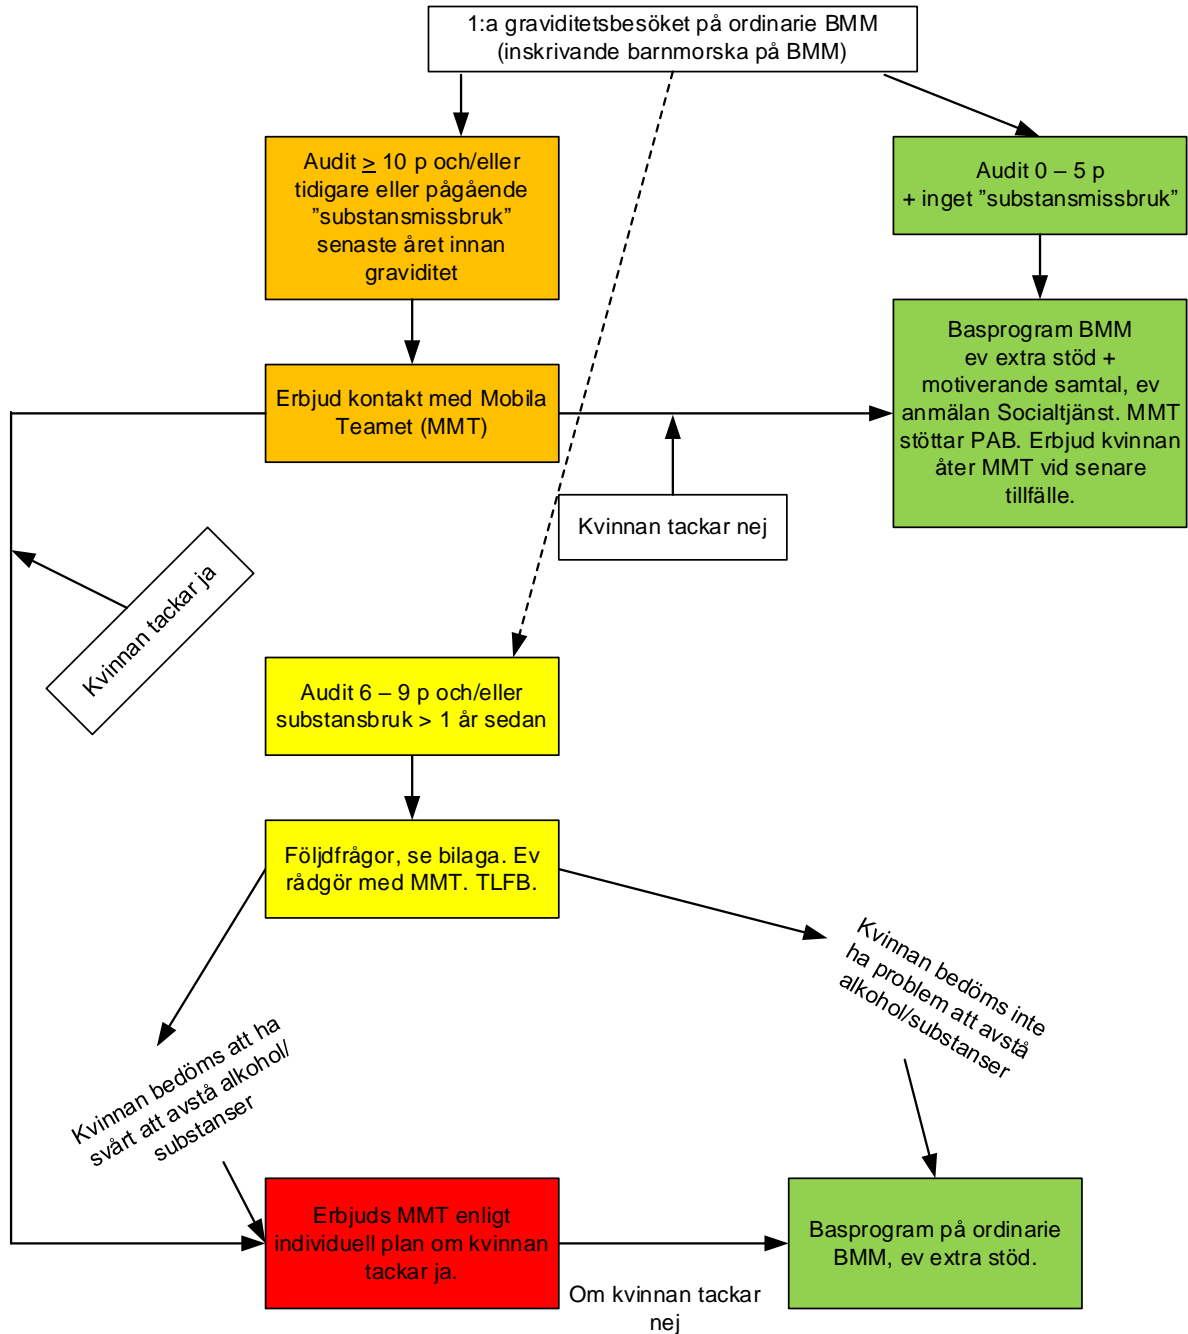 1:a graviditetsbesöket på ordinarie BMM
(inskrivande barnmorska på BMM)
Audit ≥ 10 p och/eller
tidigare eller pågående
”substansmissbruk”
senaste året innan
graviditet
Audit 0 – 5 p
+ inget ”substansmissbruk”
Erbjud kontakt med Mobila
Teamet (MMT)
Basprogram BMM
ev extra stöd +
motiverande samtal, ev
anmälan Socialtjänst. MMT
stöttar PAB. Erbjud kvinnan
åter MMT vid senare
tillfälle.
Kvinnan tackar nej
Kvinnan tackar ja
Audit 6 – 9 p och/eller
substansbruk > 1 år sedan
Följdfrågor, se bilaga. Ev
rådgör med MMT. TLFB.
Kvinnan bedöms inte
ha problem att avstå
alkohol/substanser
Kvinnan bedöms att ha
svårt att avstå alkohol/
substanser
Erbjuds MMT enligt
individuell plan om kvinnan
tackar ja.
Basprogram på ordinarie
BMM, ev extra stöd.
Om kvinnan tackar
nej